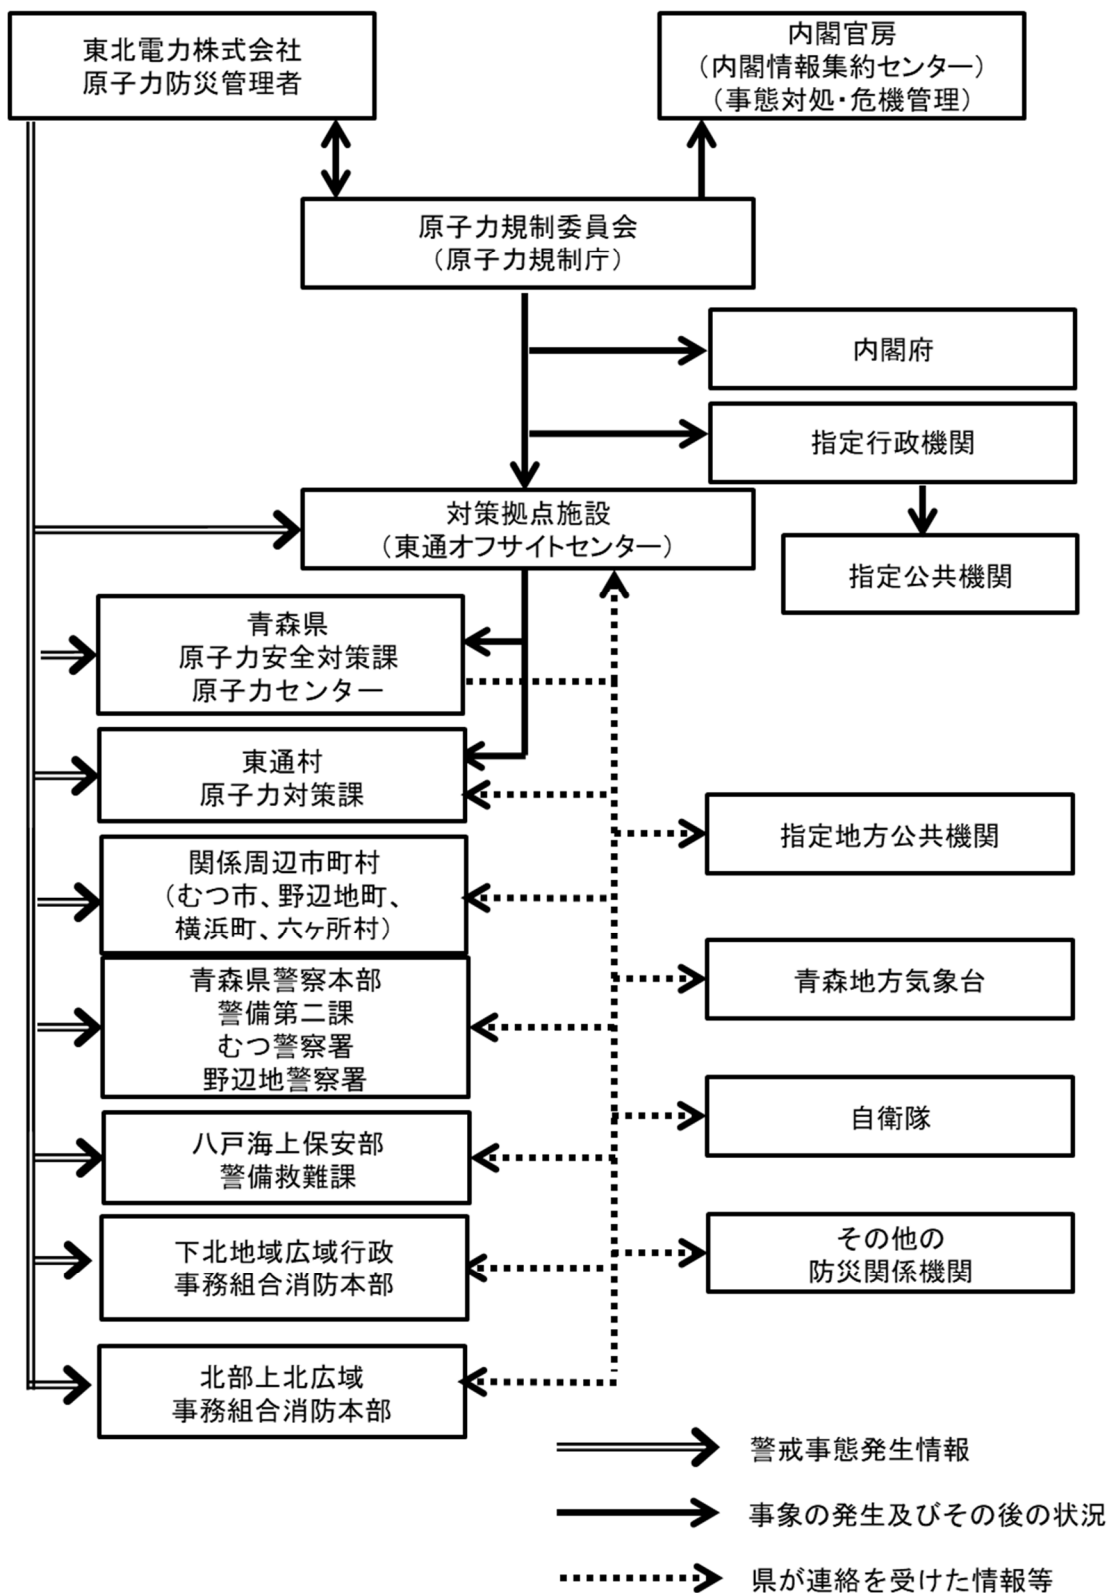 東北電力株式会社
原子力防災管理者
内閣官房
（内閣情報集約センター）
（事態対処・危機管理）
原子力規制委員会
（原子力規制庁）
内閣府
指定行政機関
対策拠点施設
（東通オフサイトセンター）
指定公共機関
青森県
原子力安全対策課
原子力センター
東通村
原子力対策課
指定地方公共機関
関係周辺市町村
（むつ市、野辺地町、
横浜町、六ヶ所村）
青森県警察本部
警備第二課
むつ警察署
野辺地警察署
青森地方気象台
八戸海上保安部
警備救難課
自衛隊
下北地域広域行政
事務組合消防本部
その他の
防災関係機関
北部上北広域
事務組合消防本部
警戒事態発生情報
事象の発生及びその後の状況
県が連絡を受けた情報等